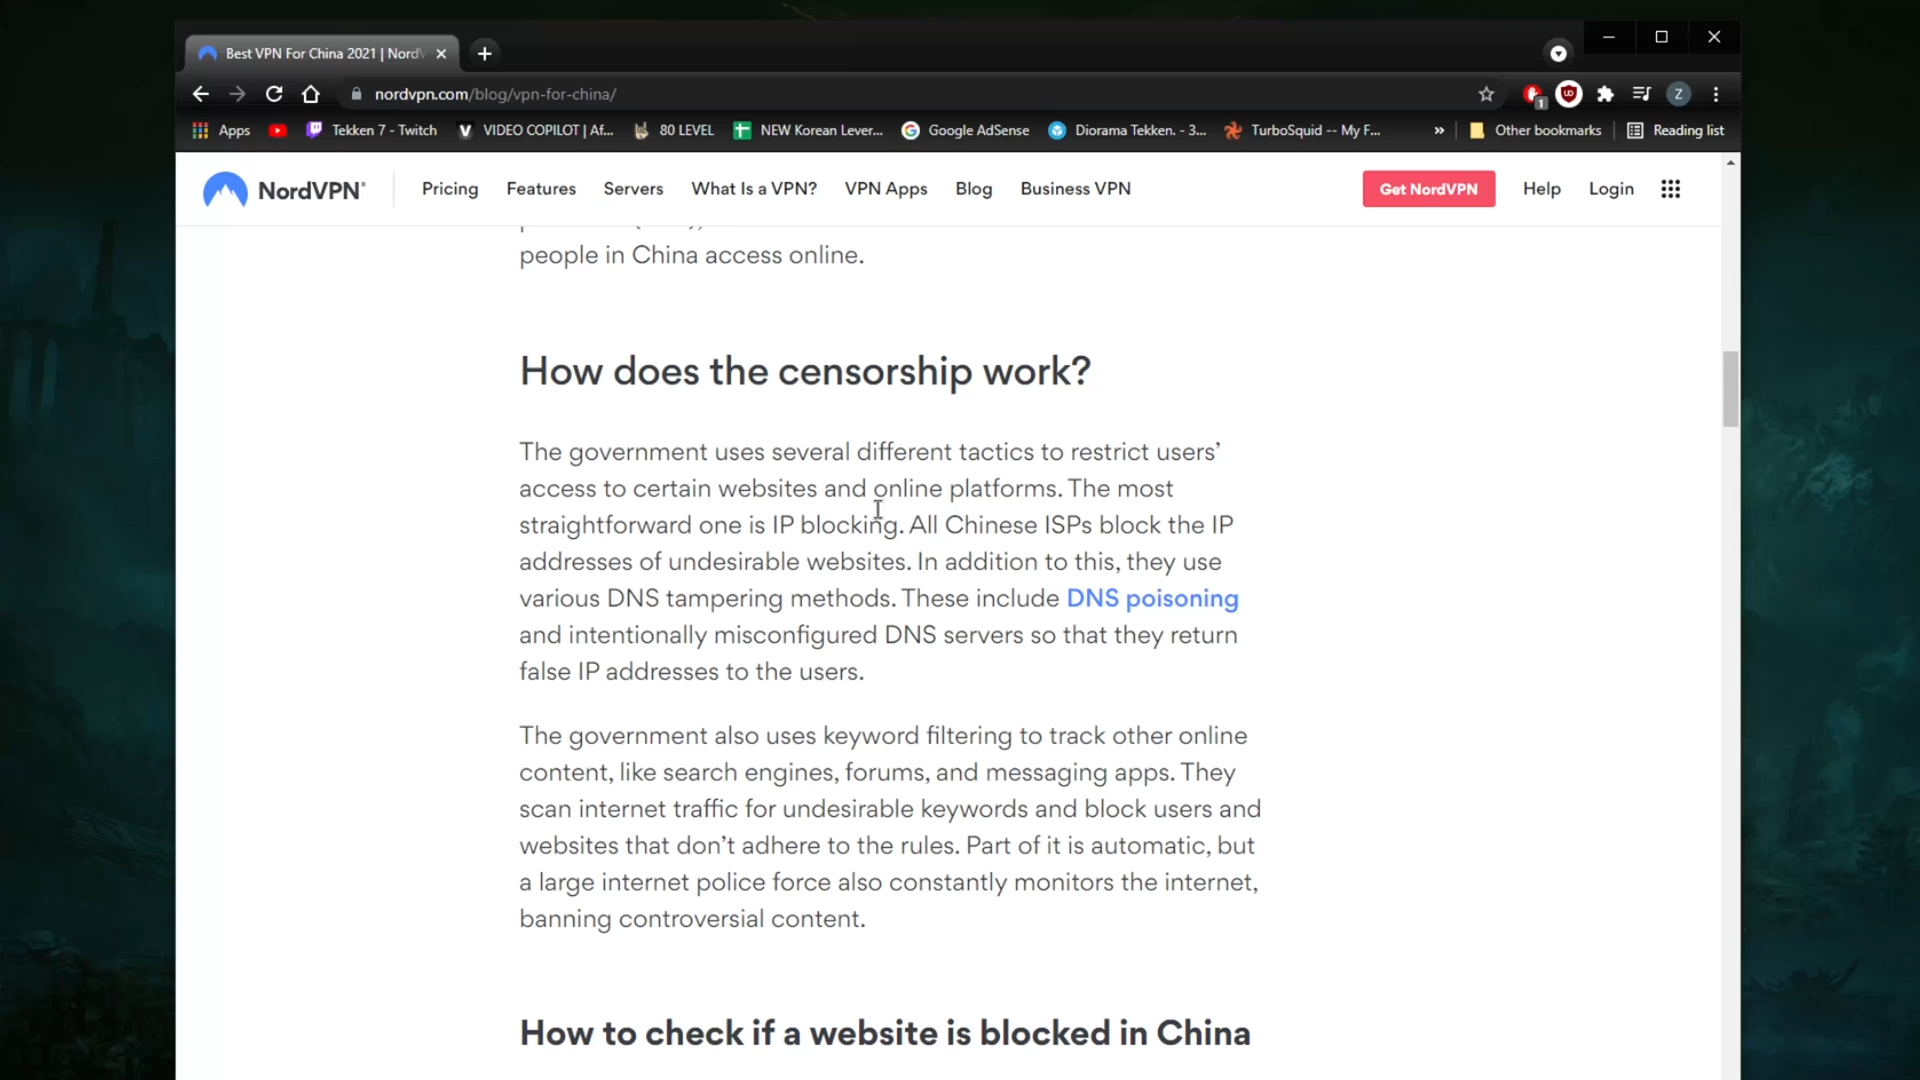 Best VPN For China 2021 | Nord
nordvpn.com/blog/vpn-for-china/
1
Z
Apps
Tekken 7 - Twitch
VIDEO COPILOT | Af...
80 LEVEL
NEW Korean Lever...
Google AdSense
Diorama Tekken. - 3...
TurboSquid -- My F...
»
Other bookmarks
Reading list
NordVPN®
Pricing
Features
Servers
What Is a VPN?
VPN Apps
Blog
Business VPN
Get NordVPN
Help
Login
people in China access online.
How does the censorship work?
The government uses several different tactics to restrict users’
access to certain websites and online platforms. The most
straightforward one is IP blocking. All Chinese ISPs block the IP
addresses of undesirable websites. In addition to this, they use
various DNS tampering methods. These include DNS poisoning
and intentionally misconfigured DNS servers so that they return
false IP addresses to the users.
The government also uses keyword filtering to track other online
content, like search engines, forums, and messaging apps. They
scan internet traffic for undesirable keywords and block users and
websites that don’t adhere to the rules. Part of it is automatic, but
a large internet police force also constantly monitors the internet,
banning controversial content.
How to check if a website is blocked in China